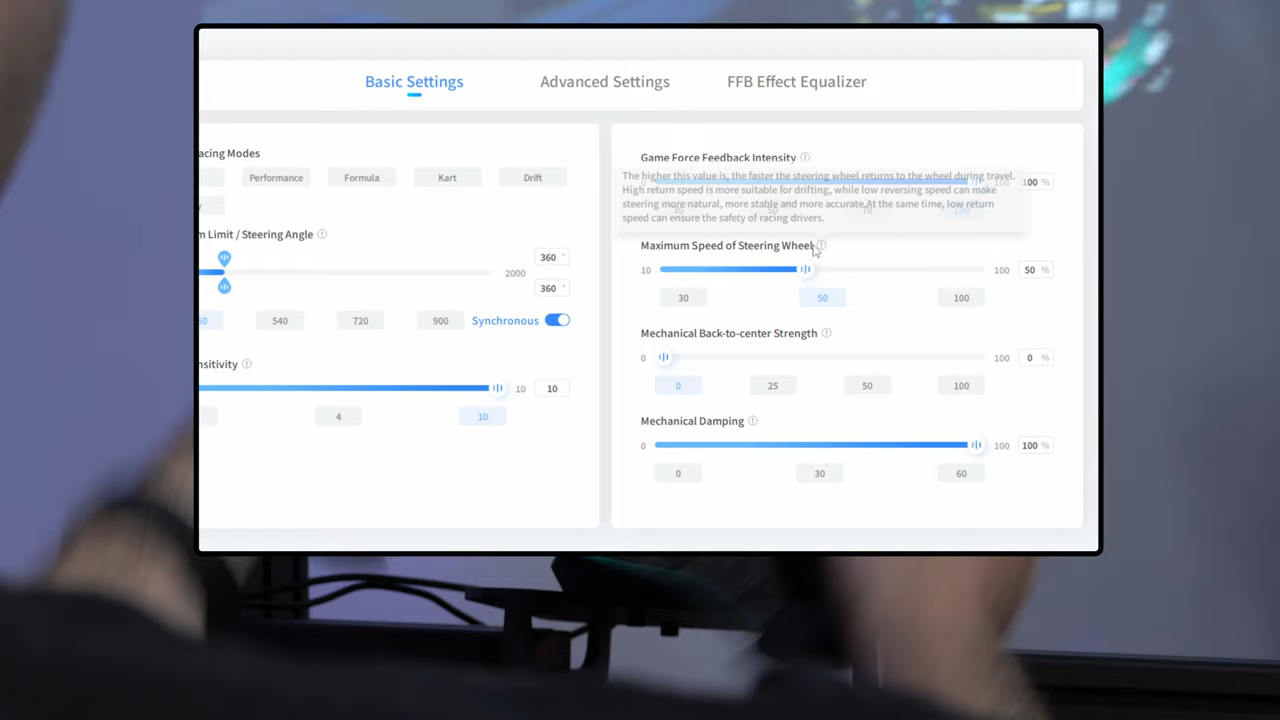 Basic Settings
Advanced Settings
FFB Effect Equalizer
acing Modes
Performance
Formula
Kart
Drift
y
m Limit / Steering Angle
360 °
2000
360 °
540
720
900
Synchronous
nsitivity
10
10
4
10
Game Force Feedback Intensity
100
100 %
30
50
70
100
The higher this value is, the faster the steering wheel returns to the wheel during travel.
High return speed is more suitable for drifting, while low reversing speed can make
steering more natural, more stable and more accurate.At the same time, low return
speed can ensure the safety of racing drivers.
Maximum Speed of Steering Wheel
10
100
50 %
30
50
100
Mechanical Back-to-center Strength
0
100
0 %
0
25
50
100
Mechanical Damping
0
100
100 %
0
30
60